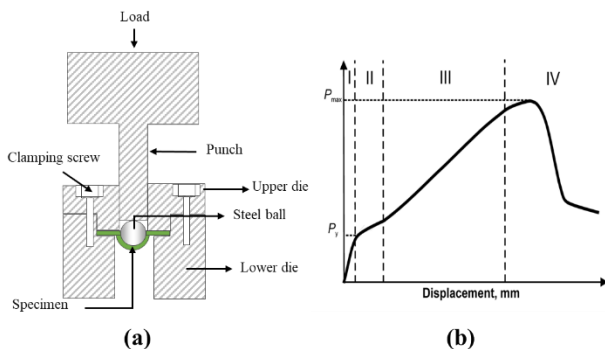 Load
Clamping screw
Punch
Upper die
Steel ball
Lower die
Specimen
(a)
I II III IV
Pmax
Py
Displacement, mm
(b)